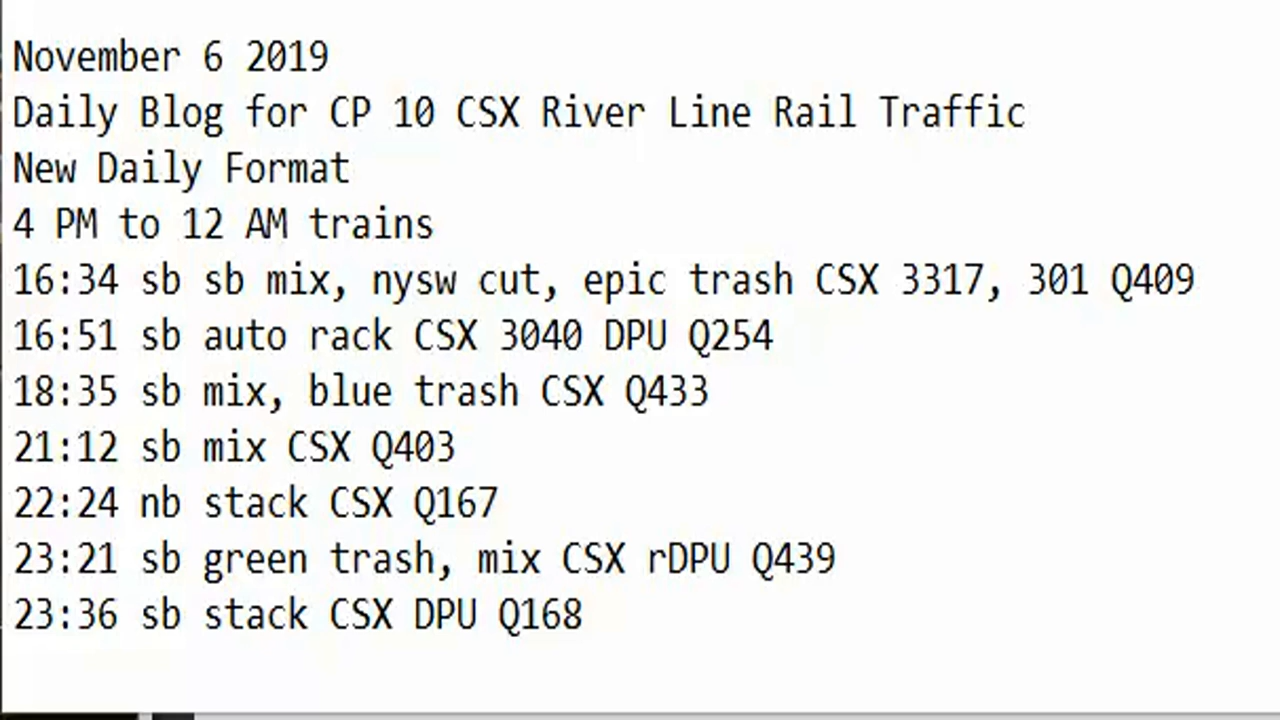 November 6 2019
Daily Blog for CP 10 CSX River Line Rail Traffic
New Daily Format
4 PM to 12 AM trains
16:34 sb sb mix, nysw cut, epic trash CSX 3317, 301 Q409
16:51 sb auto rack CSX 3040 DPU Q254
18:35 sb mix, blue trash CSX Q433
21:12 sb mix CSX Q403
22:24 nb stack CSX Q167
23:21 sb green trash, mix CSX rDPU Q439
23:36 sb stack CSX DPU Q168